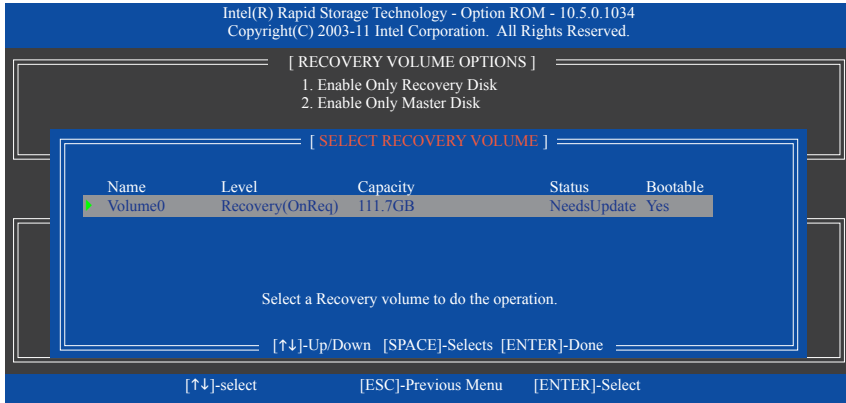 Intel(R) Rapid Storage Technology - Option ROM - 10.5.0.1034
Copyright(C) 2003-11 Intel Corporation. All Rights Reserved.
[ RECOVERY VOLUME OPTIONS ]
1. Enable Only Recovery Disk
2. Enable Only Master Disk
[ SELECT RECOVERY VOLUME ]
Name Level Capacity Status Bootable
Volume0 Recovery(OnReq) 111.7GB NeedsUpdate Yes
Select a Recovery volume to do the operation.
[↑↓]-Up/Down [SPACE]-Selects [ENTER]-Done
[↑↓]-select [ESC]-Previous Menu [ENTER]-Select